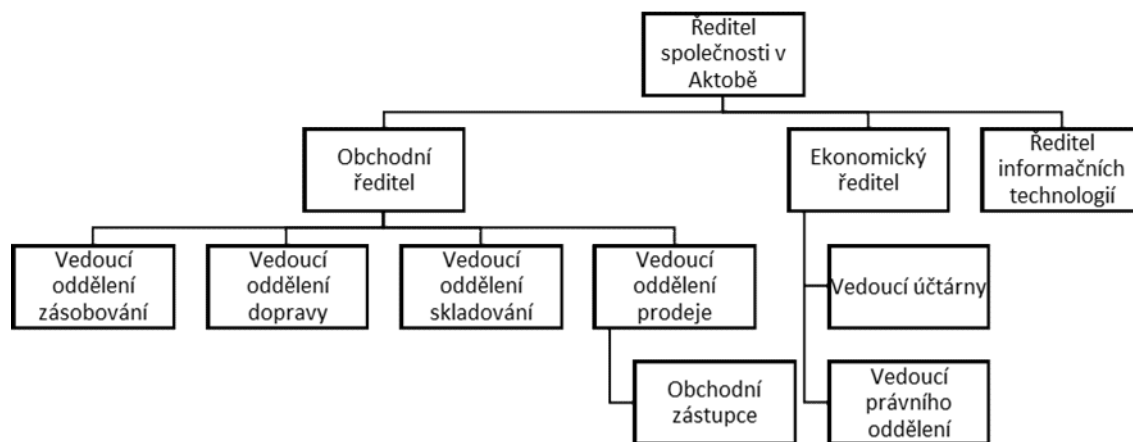 Ředitel
společnosti v
Aktobě
Obchodní
ředitel
Ekonomický
ředitel
Ředitel
informačních
technologií
Vedoucí
oddělení
zásobování
Vedoucí
oddělení
dopravy
Vedoucí
oddělení
skladování
Vedoucí
oddělení
prodeje
Vedoucí účtárny
Obchodní
zástupce
Vedoucí
právního
oddělení